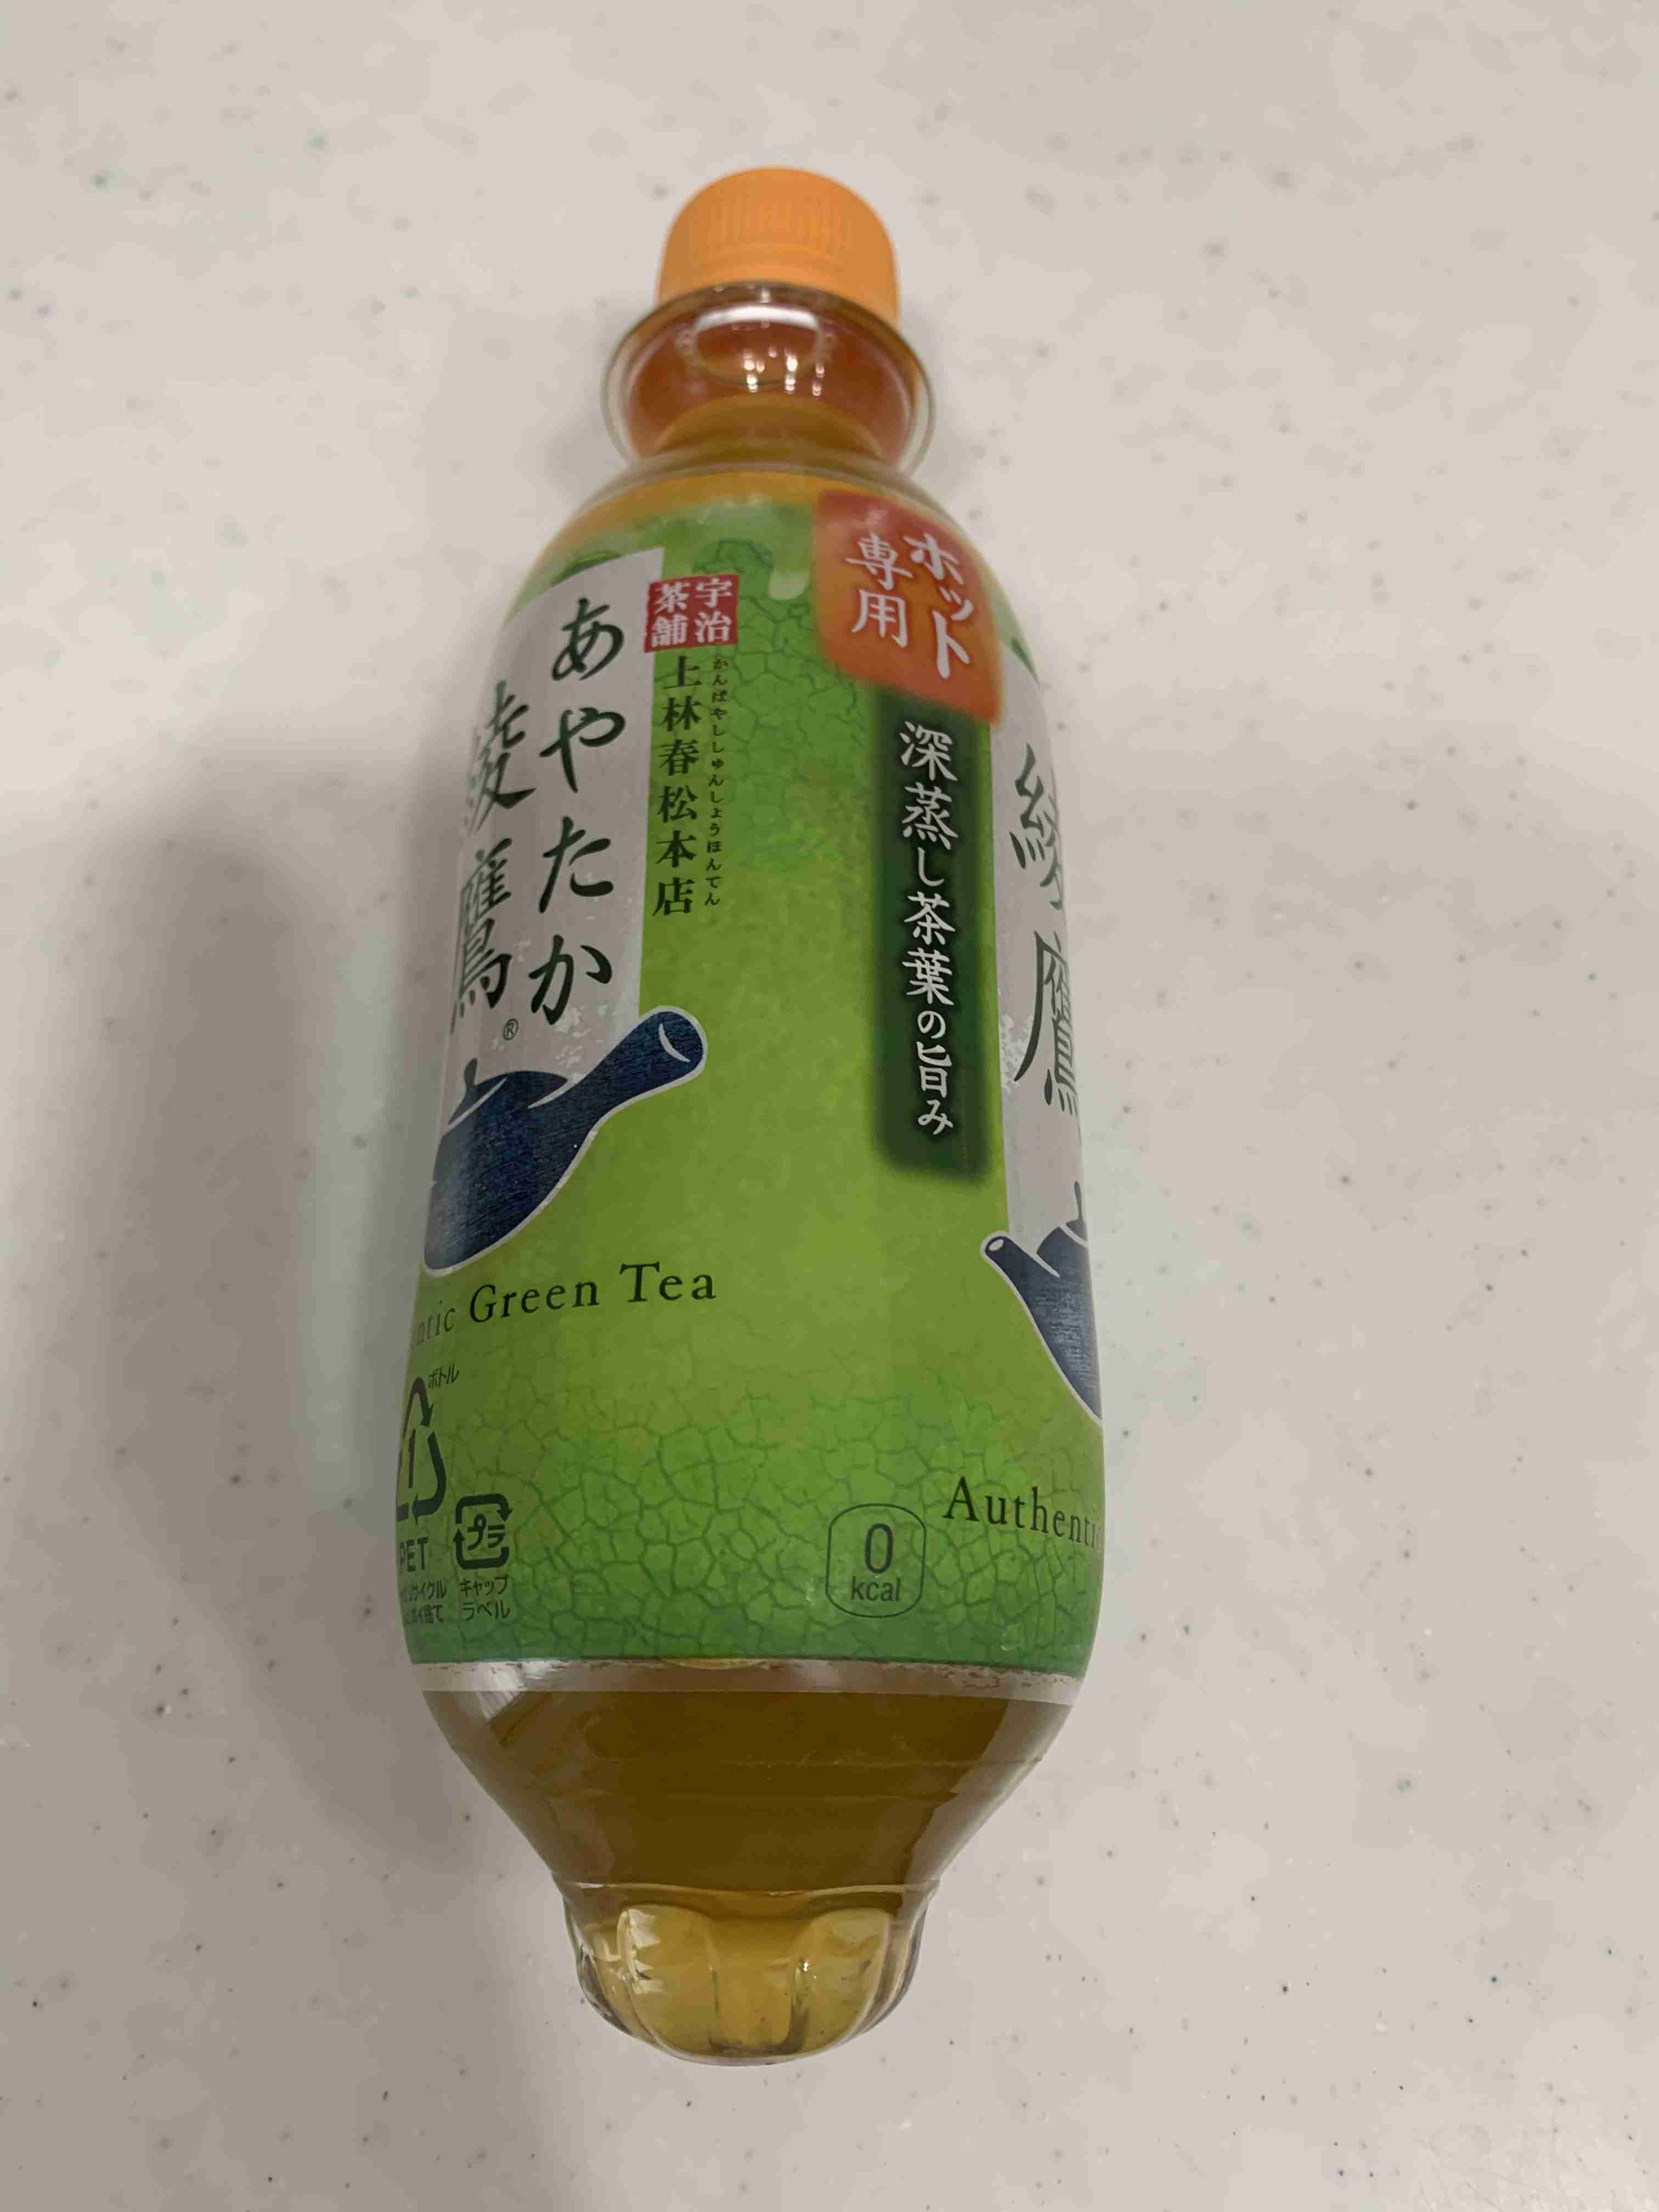 あやたか
綾鷹®
宇治
茶舗
かんばやししゅんしょうほんてん
上林春松本店
ホット
専用
深蒸し茶葉の旨み
綾鷹
Green Tea
ボトル
1
PET
プラ
キャップ
ラベル
0
kcal